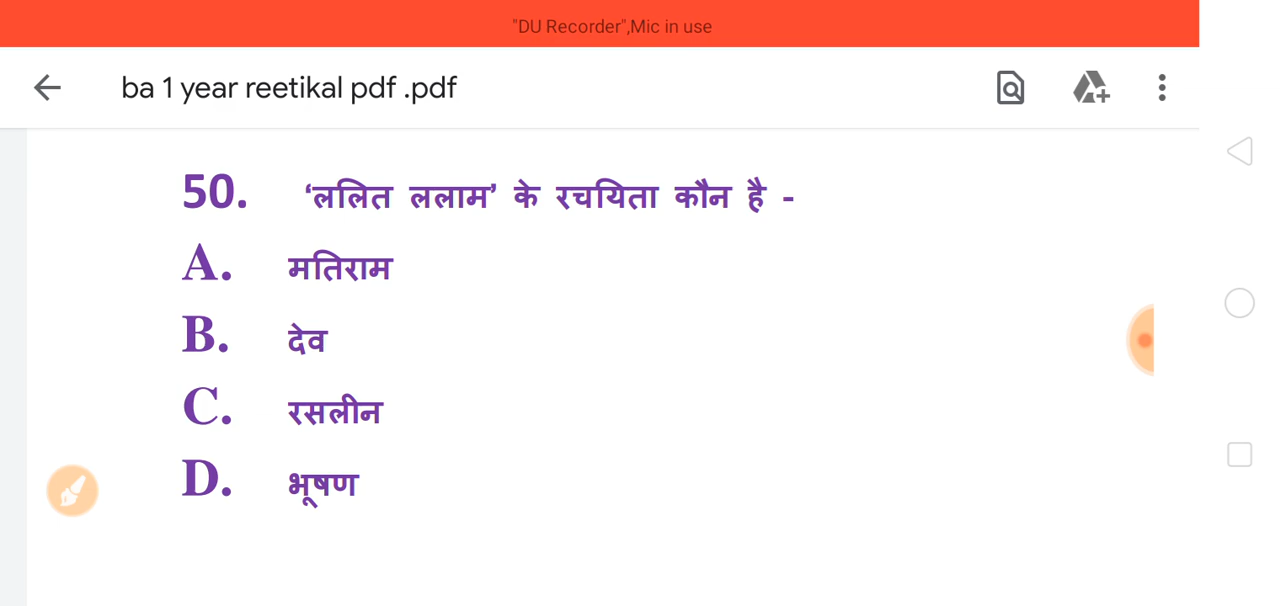 "DU Recorder",Mic in use
ba 1 year reetikal pdf .pdf
50. ‘ललित ललाम’ के रचयिता कौन है -
A. मतिराम
B. देव
C. रसलीन
D. भूषण